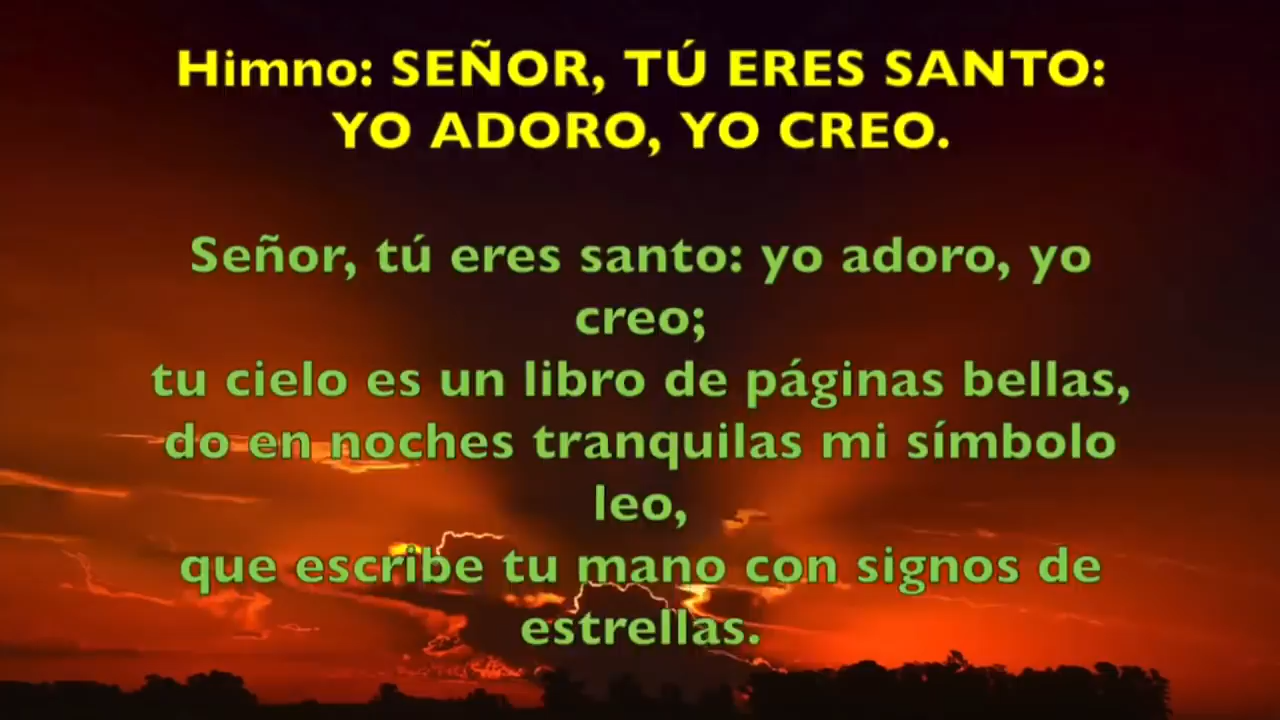 Himno: SEÑOR, TÚ ERES SANTO:
YO ADORO, YO CREO.
Señor, tú eres santo: yo adoro, yo
creo;
tu cielo es un libro de páginas bellas,
do en noches tranquilas mi símbolo
leo,
que escribe tu mano con signos de
estrellas.